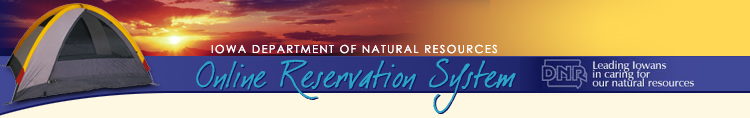 IOWA DEPARTMENT OF NATURAL RESOURCES
Online Reservation System
DNR
Leading Iowans
in caring for
our natural resources